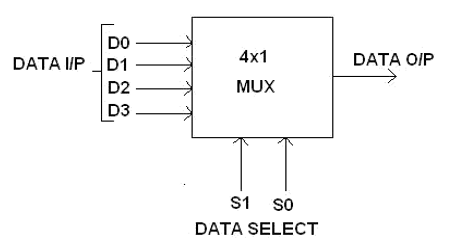 D0
DATA I/P
D1
D2
D3
4x1
MUX
DATA O/P
S1 S0
DATA SELECT